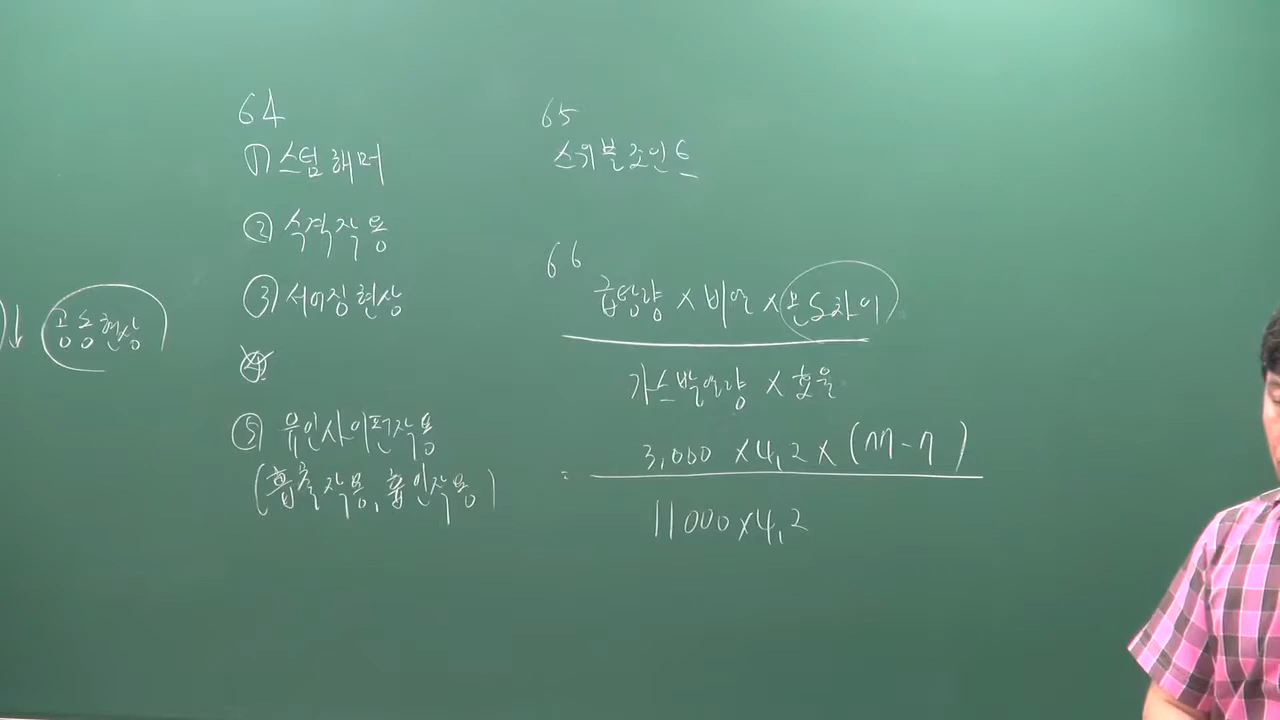 공동현상
64
① 스팀해머
② 수격작용
③ 서어징현상
④
⑤ 유인사이펀작용
(흡출작용, 흡인작용)
65
스위블조인트
66
급탕량 × 비열 × 온도차이
가스발열량 × 효율
= 3,000 × 4,2 × ( - )
11000 × 4,2